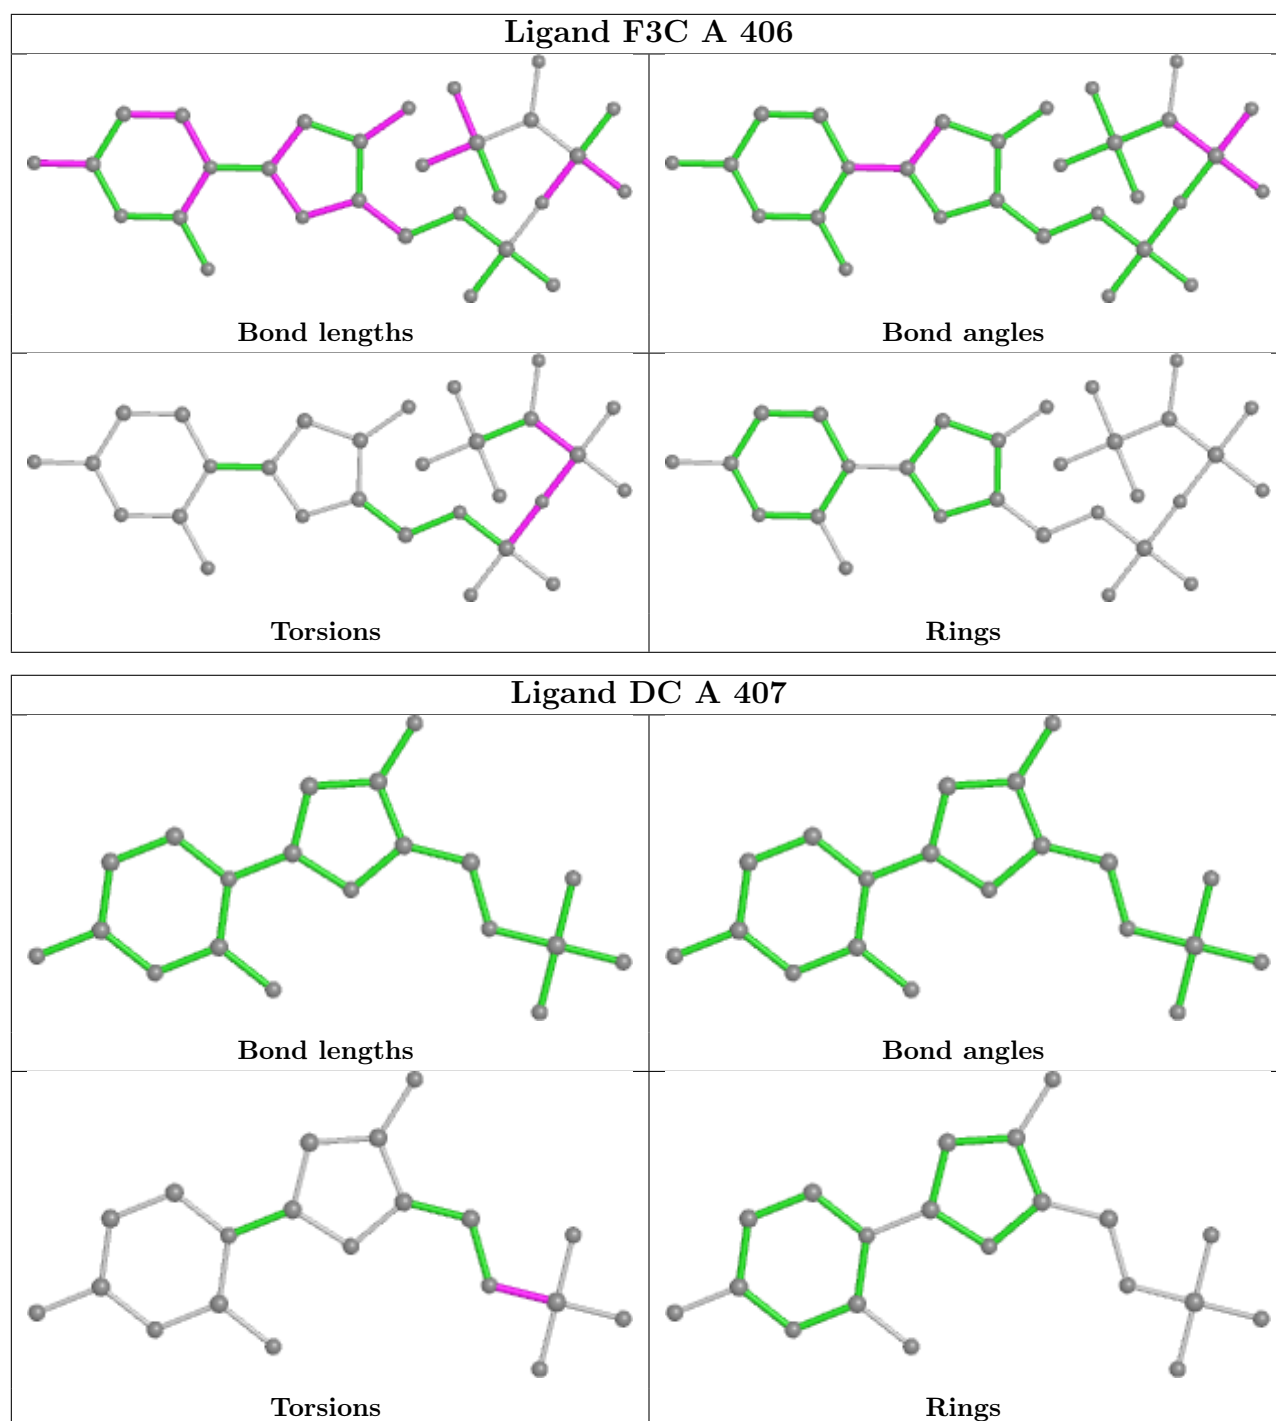 Ligand F3C A 406
Bond lengths
Bond angles
Torsions
Rings
Ligand DC A 407
Bond lengths
Bond angles
Torsions
Rings